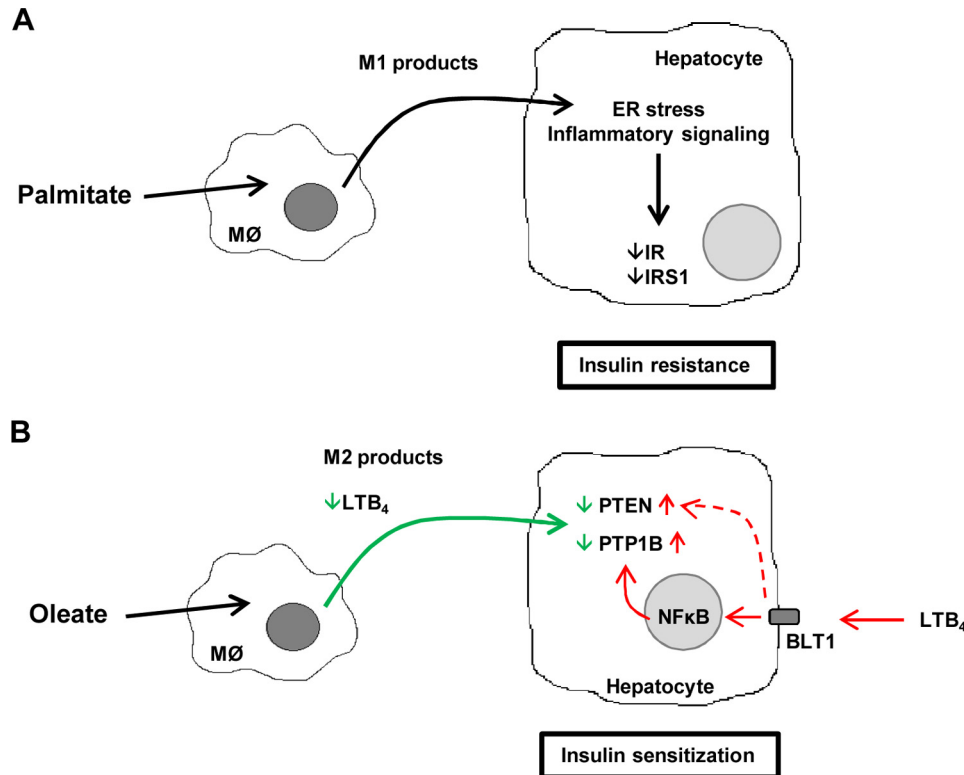 A
M1 products
Hepatocyte
ER stress
Inflammatory signaling
Palmitate
MØ
↓IR
↓IRS1
Insulin resistance
B
M2 products
↓LTB₄
↓ PTEN ↑
↓ PTP1B ↑
Oleate
NFκB
LTB₄
BLT1
MØ
Hepatocyte
Insulin sensitization